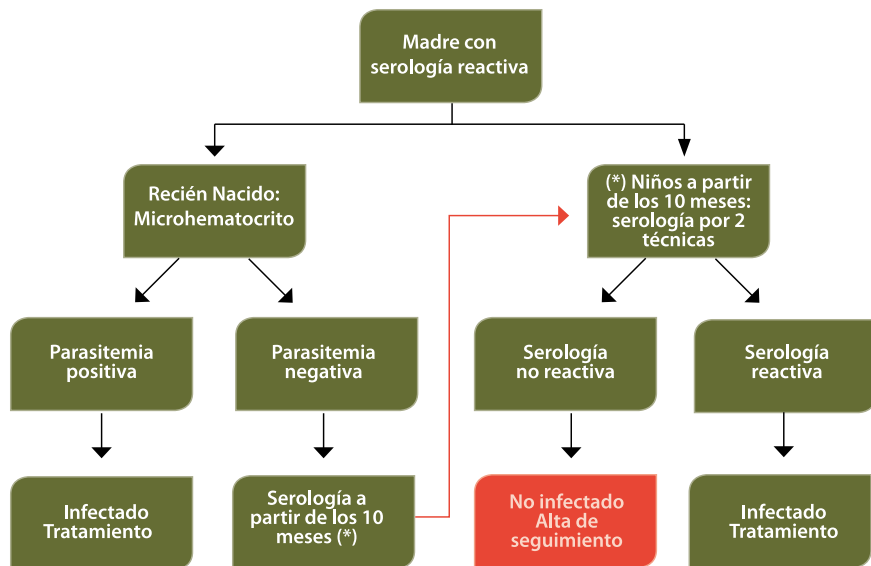 Madre con
serología reactiva
Recién Nacido:
Microhematocrito
(*) Niños a partir
de los 10 meses:
serología por 2
técnicas
Parasitemia
positiva
Parasitemia
negativa
Serología
no reactiva
Serología
reactiva
Infectado
Tratamiento
Serología a
partir de los 10
meses (*)
No infectado
Alta de
seguimiento
Infectado
Tratamiento